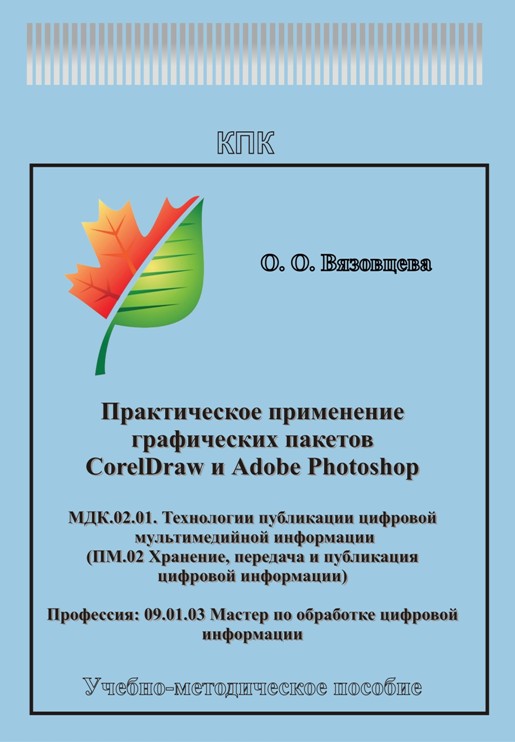 КПК
О. О. Вязовцева
Практическое применение
графических пакетов
CorelDraw и Adobe Photoshop
МДК.02.01. Технологии публикации цифровой
мультимедийной информации
(ПМ.02 Хранение, передача и публикация
цифровой информации)
Профессия: 09.01.03 Мастер по обработке цифровой
информации
Учебно-методическое пособие